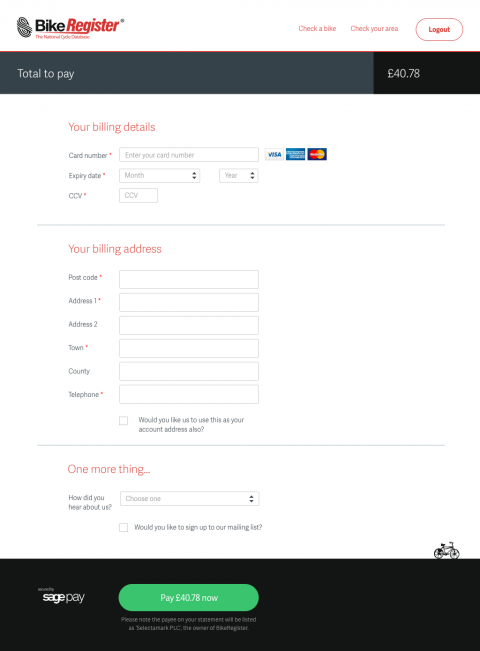 BikeRegister®
The National Cycle Database
Check a bike
Check your area
Logout
Total to pay
£40.78
Your billing details
Card number *
Enter your card number
VISA
Expiry date *
Month
Year
CCV *
CCV
Your billing address
Post code *
Address 1 *
Address 2
Town *
County
Telephone *
Would you like us to use this as your
account address also?
One more thing...
How did you
hear about us?
Choose one
Would you like to sign up to our mailing list?
secured by
sage pay
Pay £40.78 now
Please note the payee on your statement will be listed
as 'Selectamark PLC', the owner of BikeRegister.